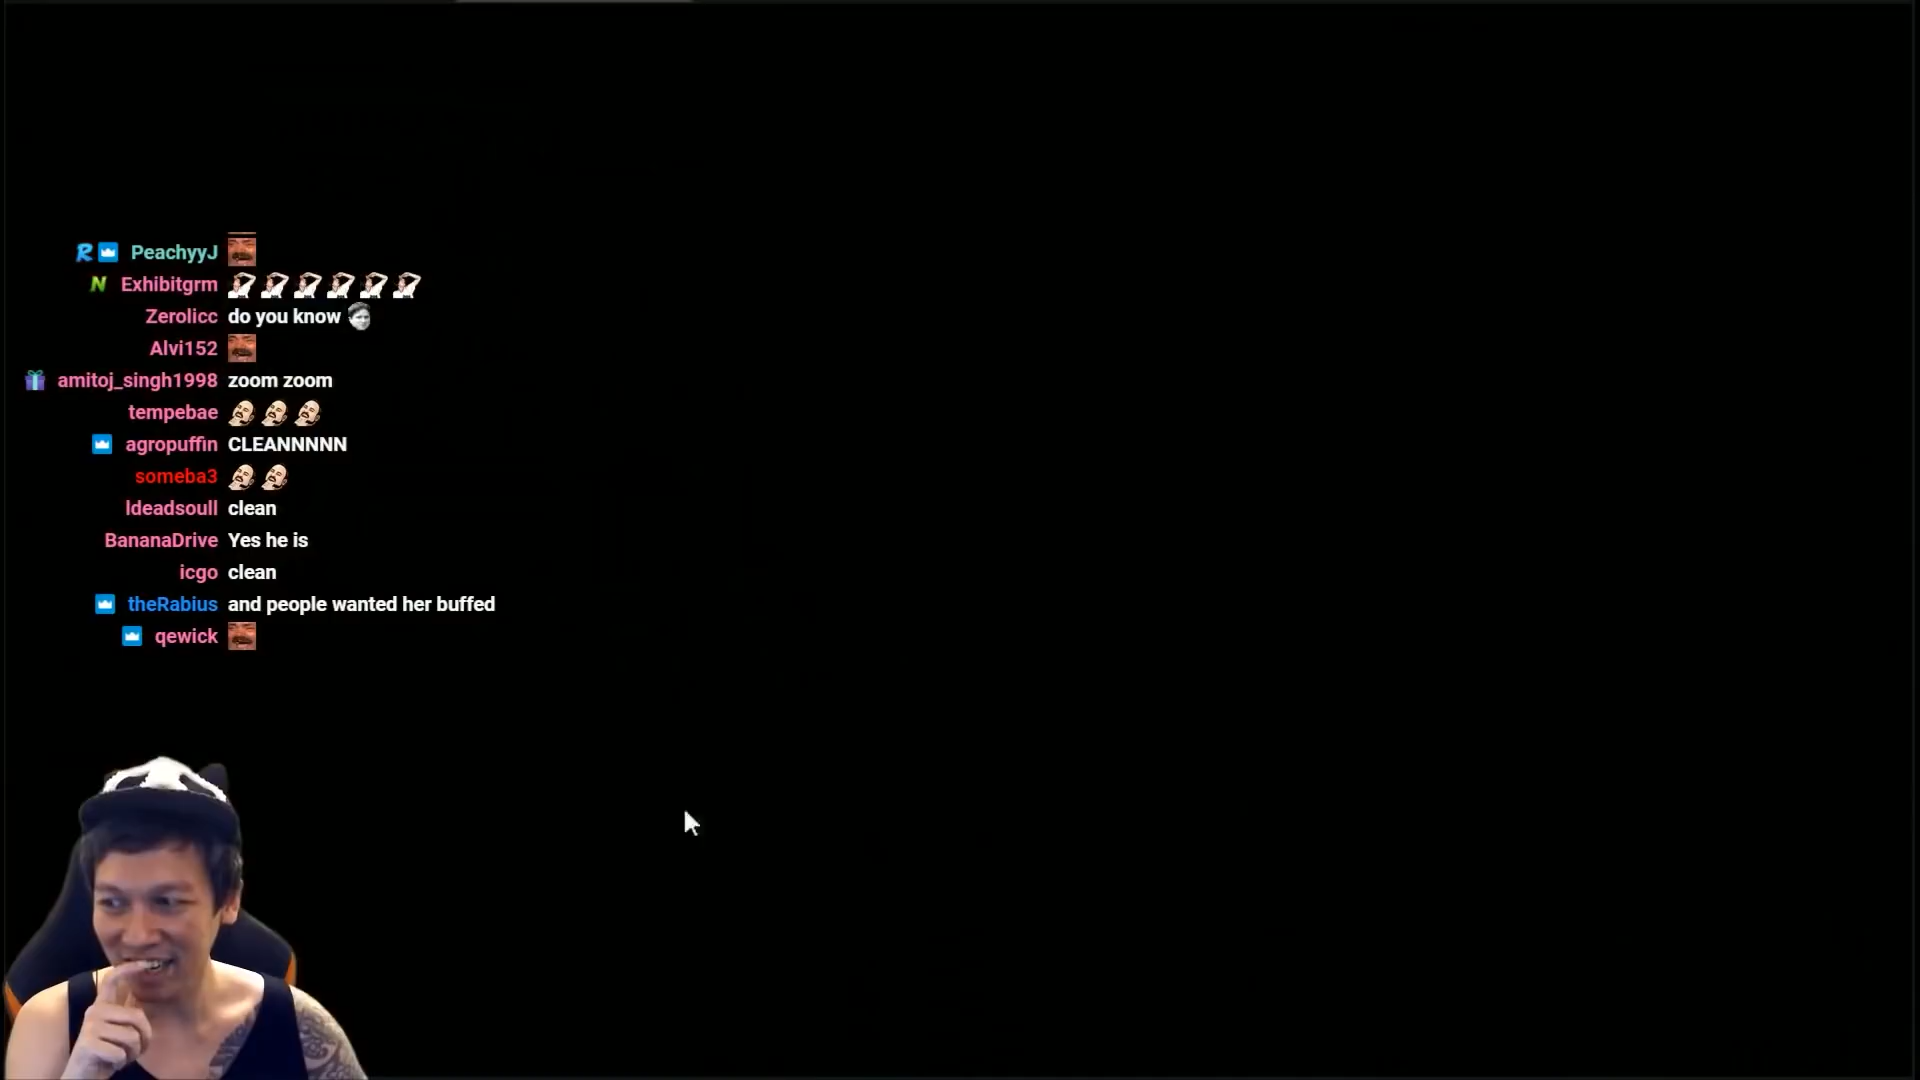 PeachyyJ
Exhibitgrm
Zerolicc do you know
Alvi152
amitoj_singh1998 zoom zoom
tempebae
agropuffin CLEANNNNN
someba3
ldeadsoull clean
BananaDrive Yes he is
icgo clean
theRabius and people wanted her buffed
qewick